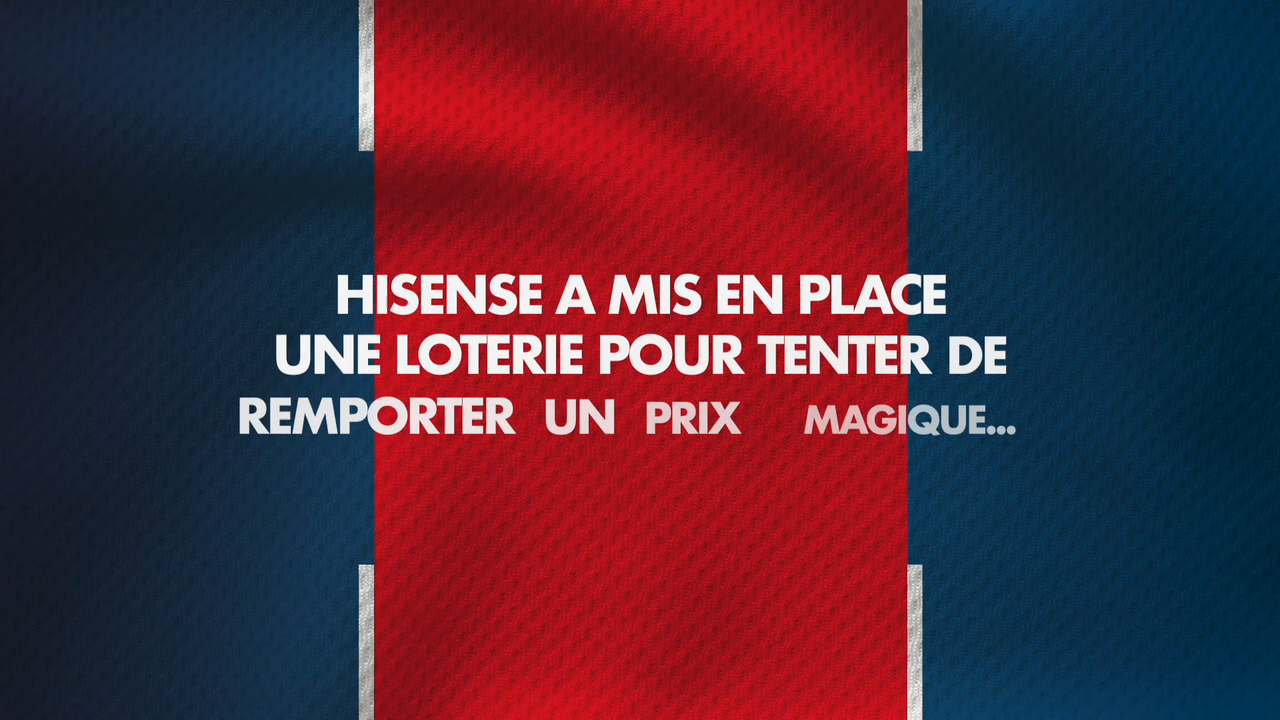 HISENSE A MIS EN PLACE
UNE LOTERIE POUR TENTER DE
REMPORTER UN PRIX MAGIQUE...